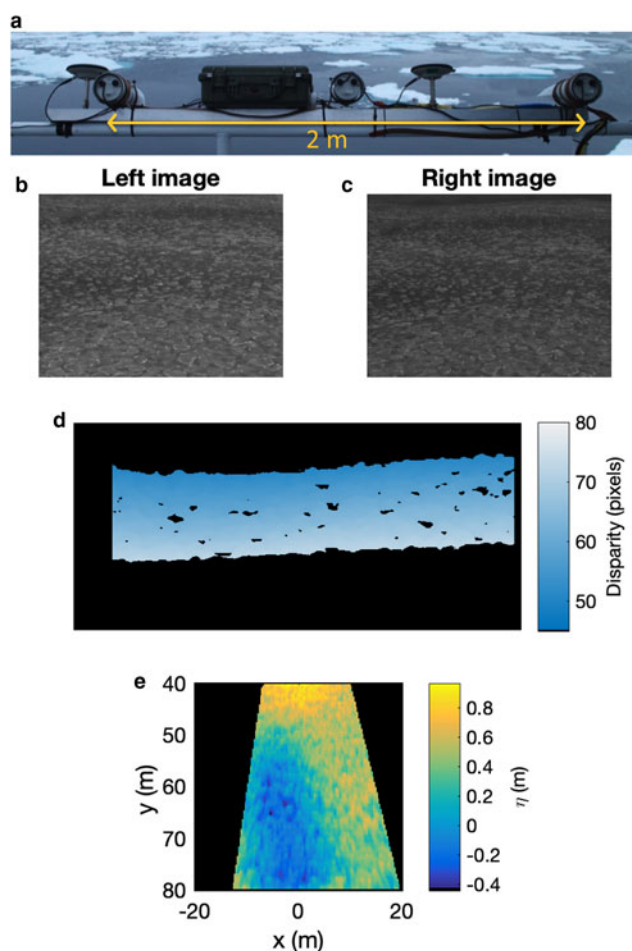 a
2 m
b
Left image
c
Right image
d
80
70
60
50
Disparity (pixels)
e
40
50
60
70
80
y (m)
-20
0
20
x (m)
0.8
0.6
0.4
0.2
0
-0.2
-0.4
η (m)